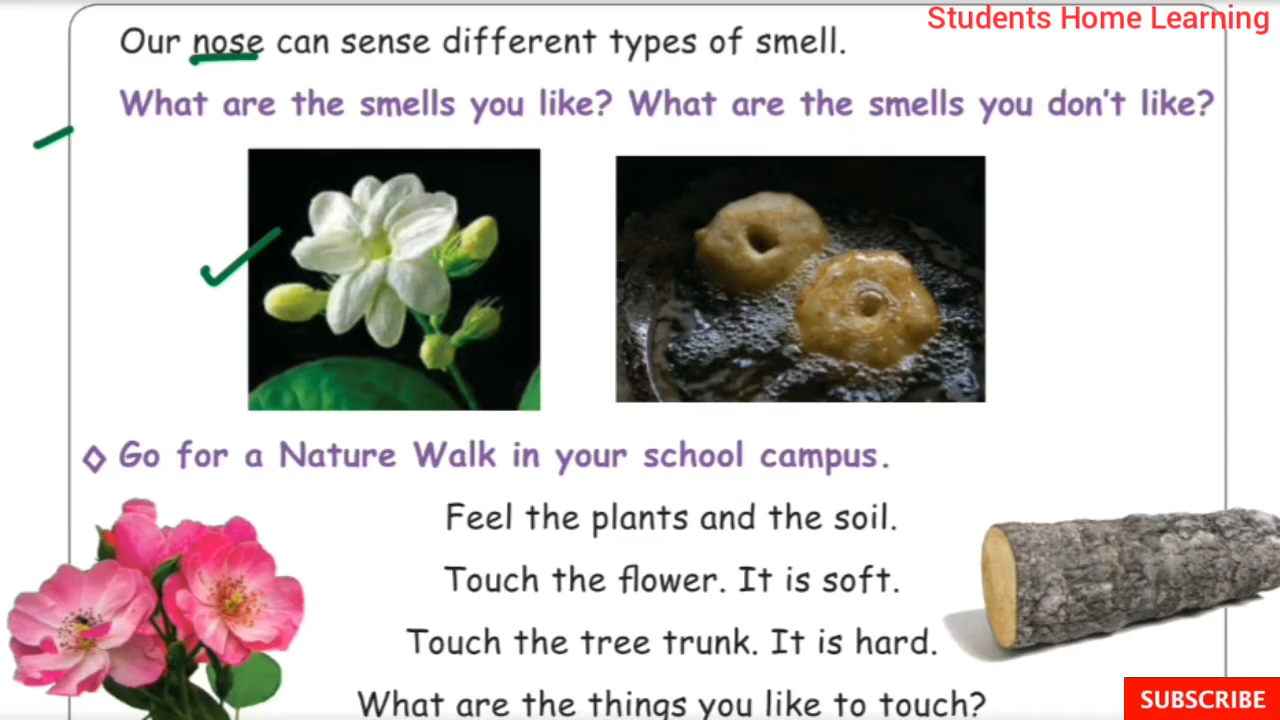 Students Home Learning
Our nose can sense different types of smell.
What are the smells you like? What are the smells you don't like?
Go for a Nature Walk in your school campus.
Feel the plants and the soil.
Touch the flower. It is soft.
Touch the tree trunk. It is hard.
What are the things you like to touch?
SUBSCRIBE